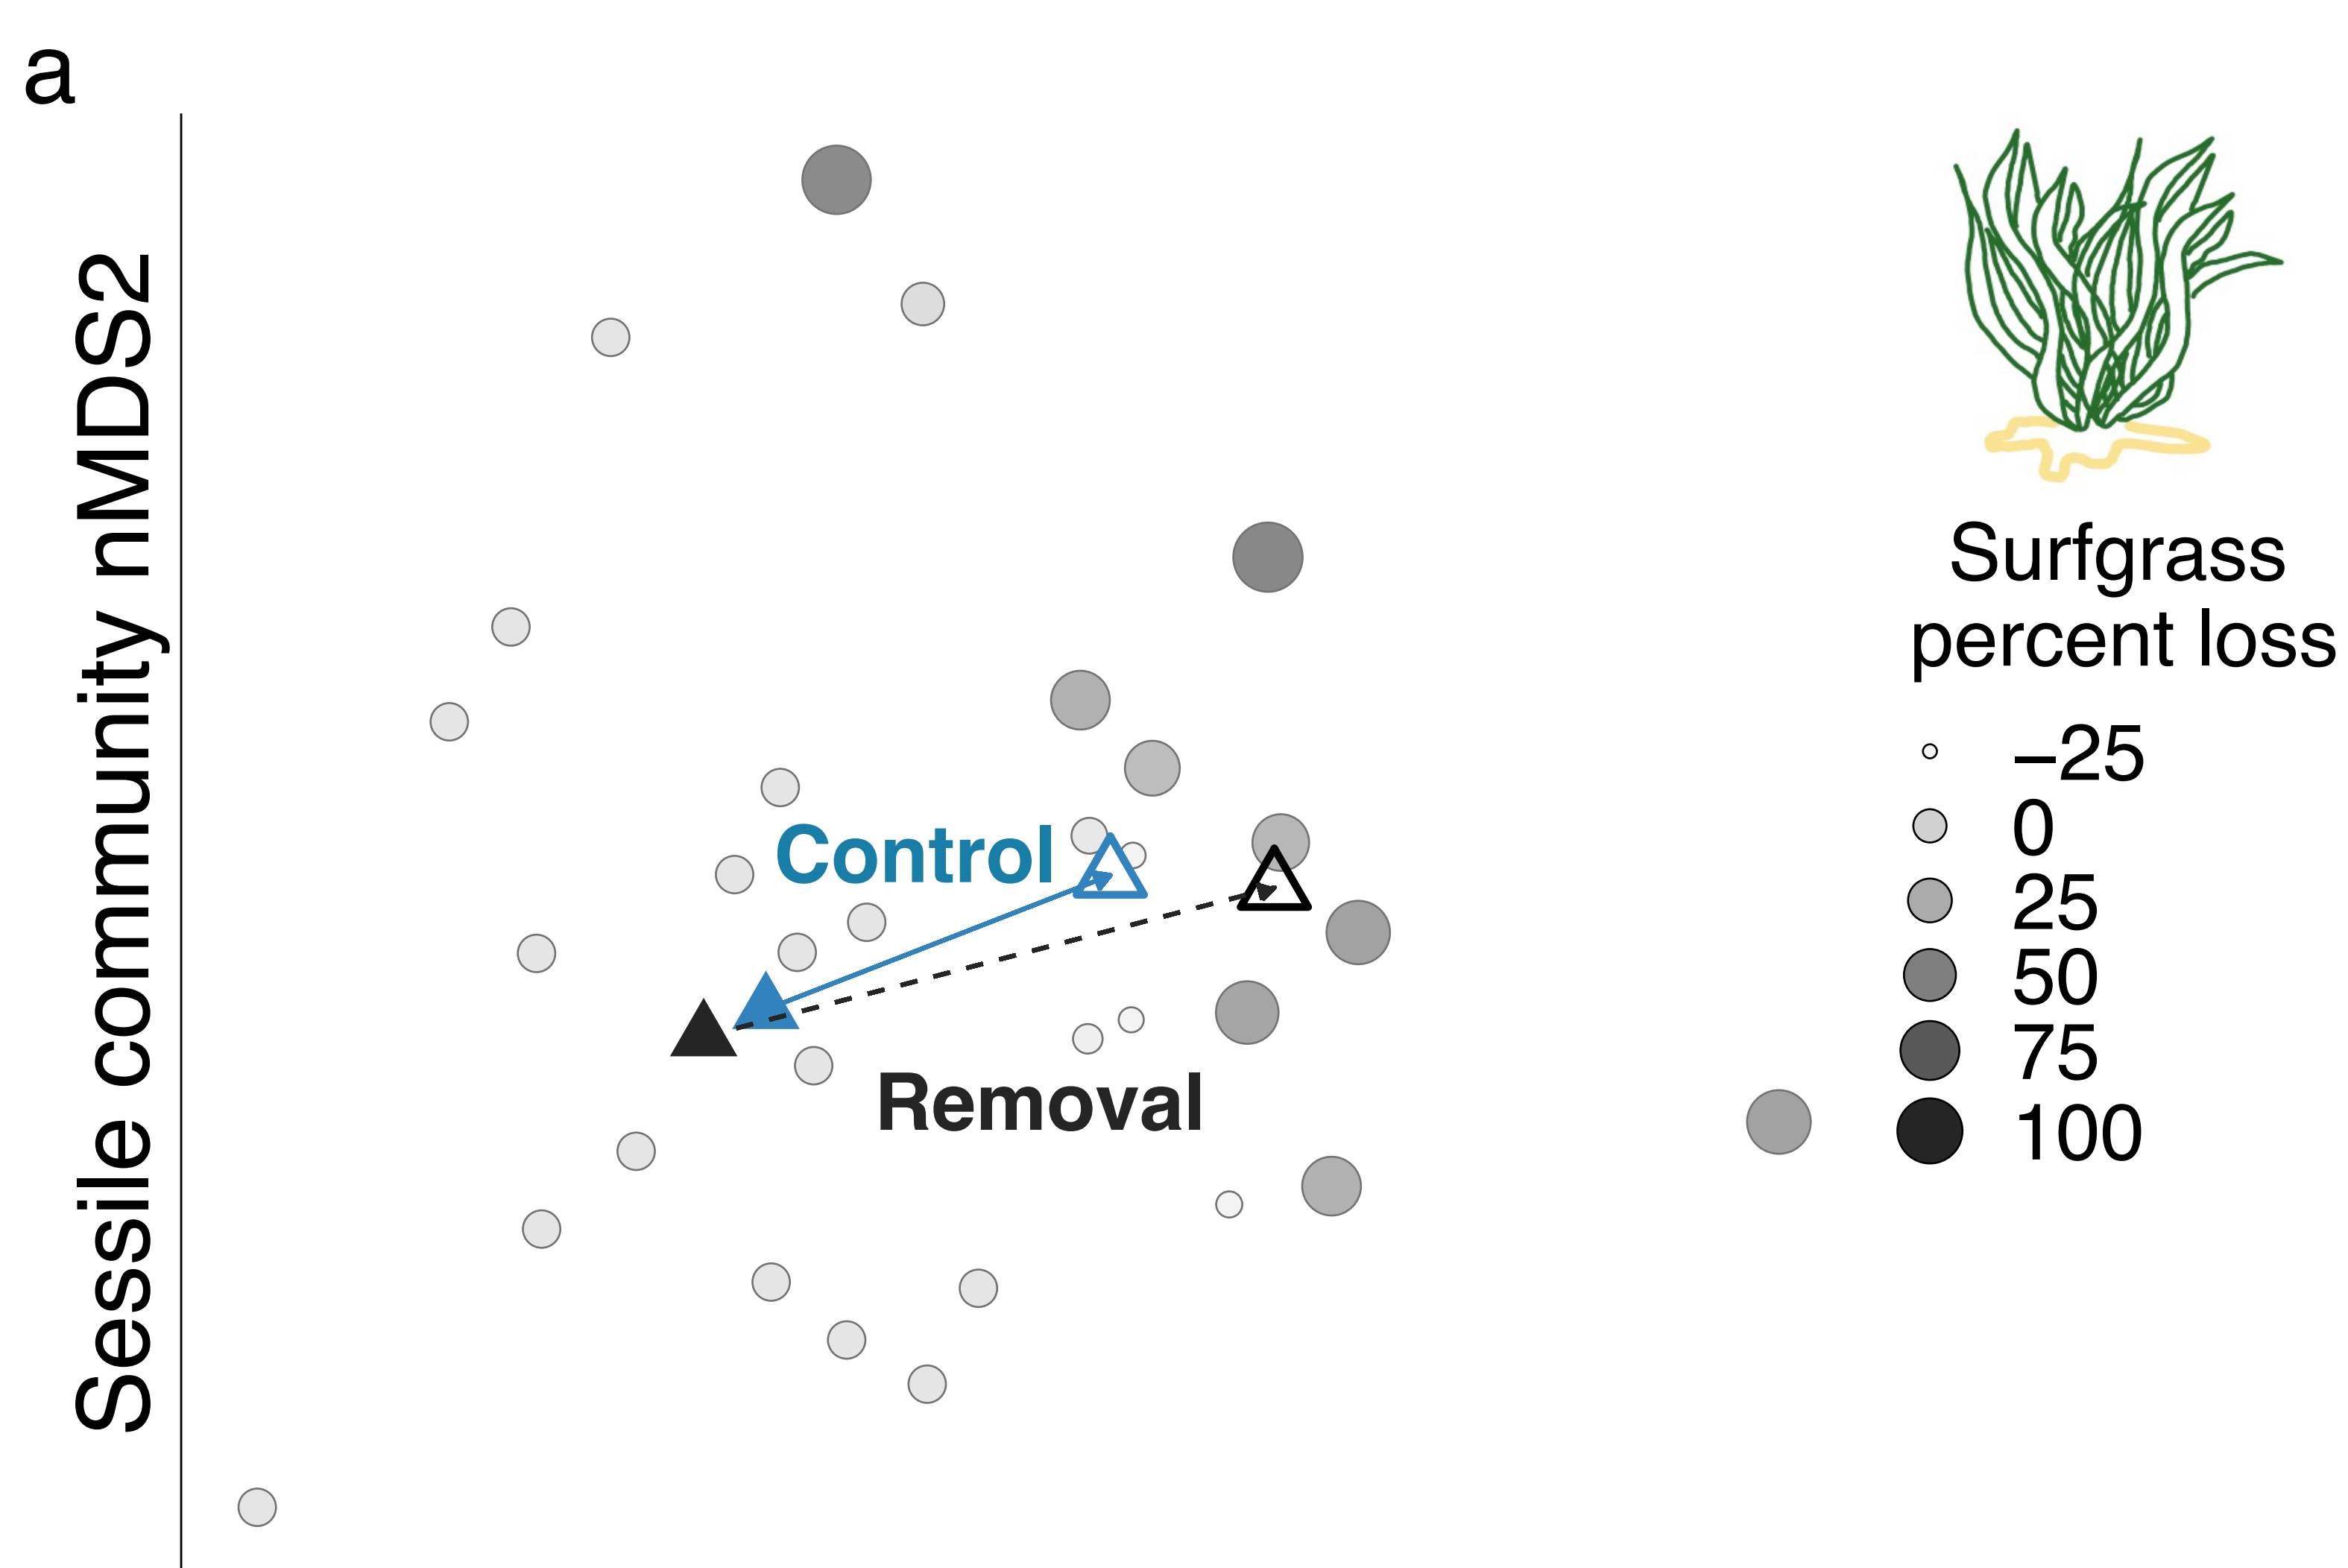 a
Sessile community nMDS2
Control
Removal
Surfgrass
percent loss
−25
0
25
50
75
100